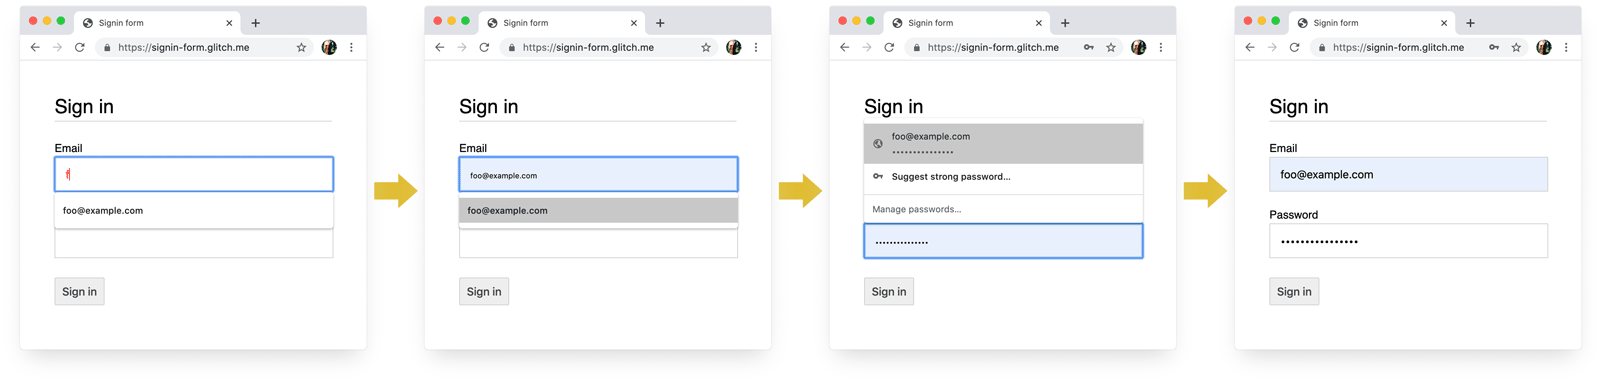 Signin form
https://signin-form.glitch.me
Sign in
Email
f
foo@example.com
Sign in
Signin form
https://signin-form.glitch.me
Sign in
Email
foo@example.com
foo@example.com
Sign in
Signin form
https://signin-form.glitch.me
Sign in
foo@example.com
Suggest strong password...
Manage passwords...
Sign in
Signin form
https://signin-form.glitch.me
Sign in
Email
foo@example.com
Password
Sign in